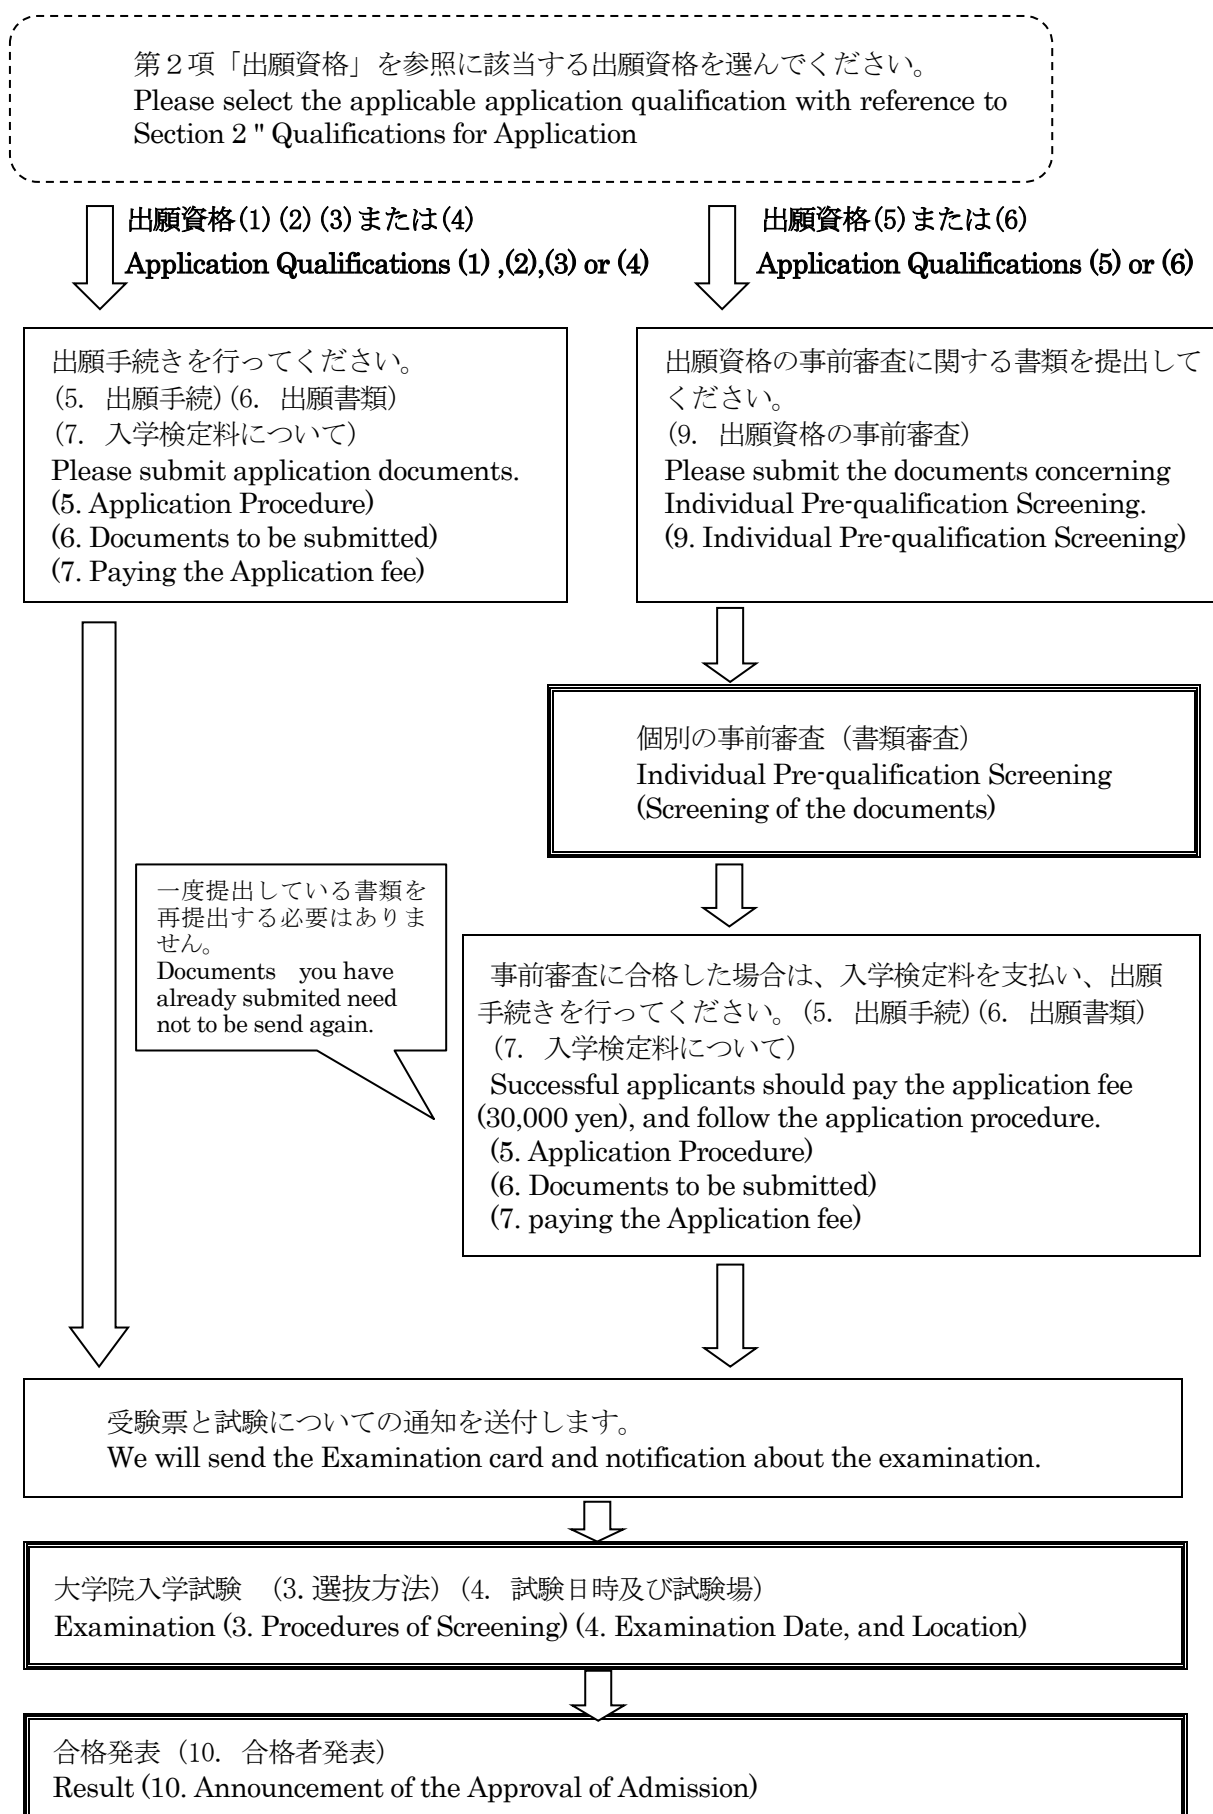 第２項「出願資格」を参照に該当する出願資格を選んでください。
Please select the applicable application qualification with reference to
Section 2 " Qualifications for Application
出願資格(1) (2) (3)または(4)
Application Qualifications (1) ,(2),(3) or (4)
出願資格(5)または(6)
Application Qualifications (5) or (6)
出願手続きを行ってください。
(5. 出願手続)(6. 出願書類)
(7. 入学検定料について)
Please submit application documents.
(5. Application Procedure)
(6. Documents to be submitted)
(7. Paying the Application fee)
出願資格の事前審査に関する書類を提出して
ください。
(9. 出願資格の事前審査)
Please submit the documents concerning
Individual Pre-qualification Screening.
(9. Individual Pre-qualification Screening)
個別の事前審査（書類審査）
Individual Pre-qualification Screening
(Screening of the documents)
一度提出している書類を
再提出する必要はありま
せん。
Documents you have
already submited need
not to be send again.
事前審査に合格した場合は、入学検定料を支払い、出願
手続きを行ってください。(5. 出願手続)(6. 出願書類)
(7. 入学検定料について)
Successful applicants should pay the application fee
(30,000 yen), and follow the application procedure.
(5. Application Procedure)
(6. Documents to be submitted)
(7. paying the Application fee)
受験票と試験についての通知を送付します。
We will send the Examination card and notification about the examination.
大学院入学試験 （3. 選抜方法）（4. 試験日時及び試験場）
Examination (3. Procedures of Screening) (4. Examination Date, and Location)
合格発表（10. 合格者発表）
Result (10. Announcement of the Approval of Admission)